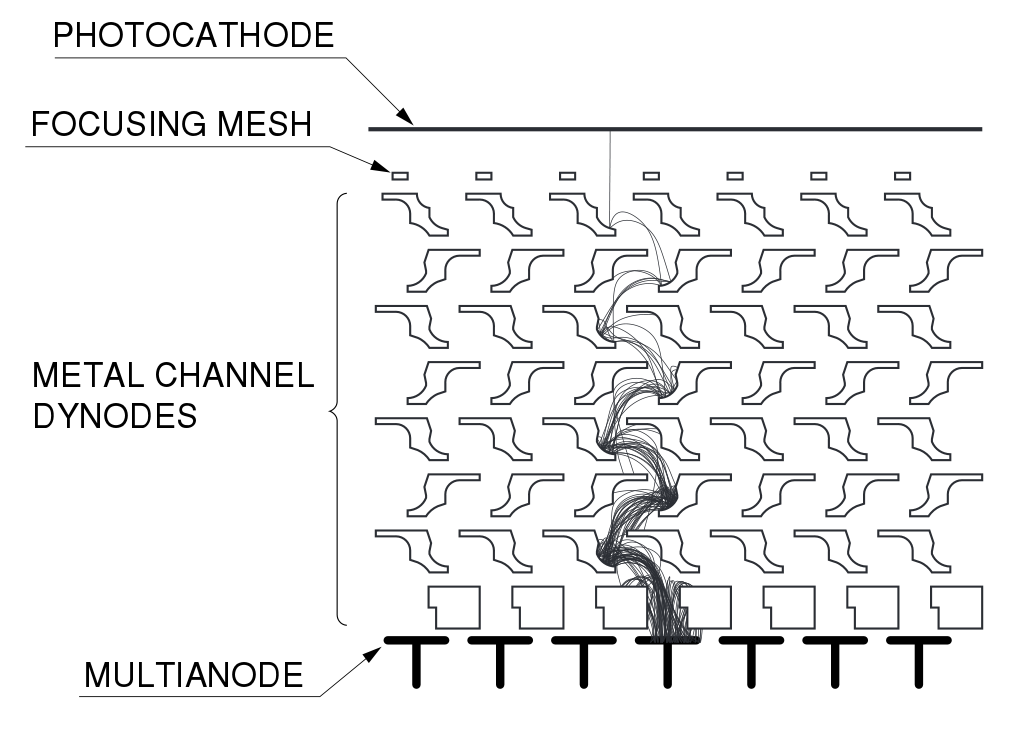 PHOTOCATHODE
FOCUSING MESH
METAL CHANNEL
DYNODES
MULTIANODE